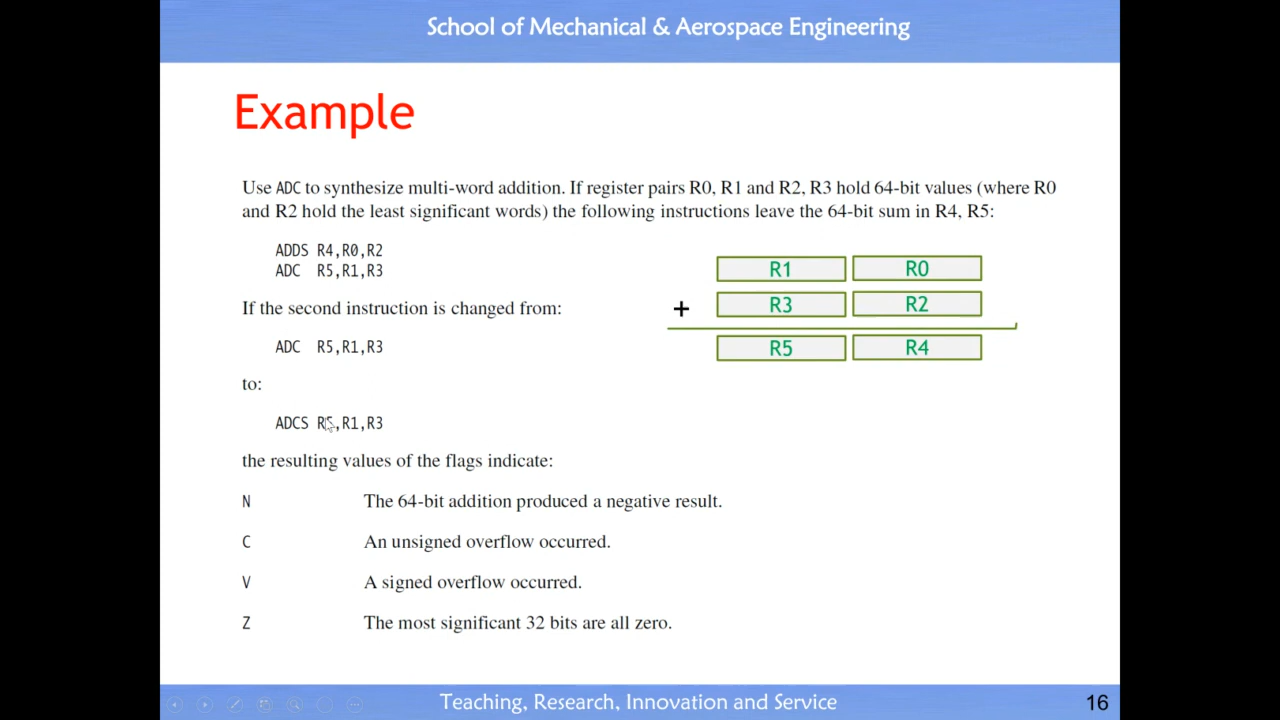 School of Mechanical & Aerospace Engineering
Example
Use ADC to synthesize multi-word addition. If register pairs R0, R1 and R2, R3 hold 64-bit values (where R0
and R2 hold the least significant words) the following instructions leave the 64-bit sum in R4, R5:
ADDS R4,R0,R2
ADC R5,R1,R3
R1 R0
+ R3 R2
R5 R4
If the second instruction is changed from:
ADC R5,R1,R3
to:
ADCS R5,R1,R3
the resulting values of the flags indicate:
N The 64-bit addition produced a negative result.
C An unsigned overflow occurred.
V A signed overflow occurred.
Z The most significant 32 bits are all zero.
Teaching, Research, Innovation and Service
16